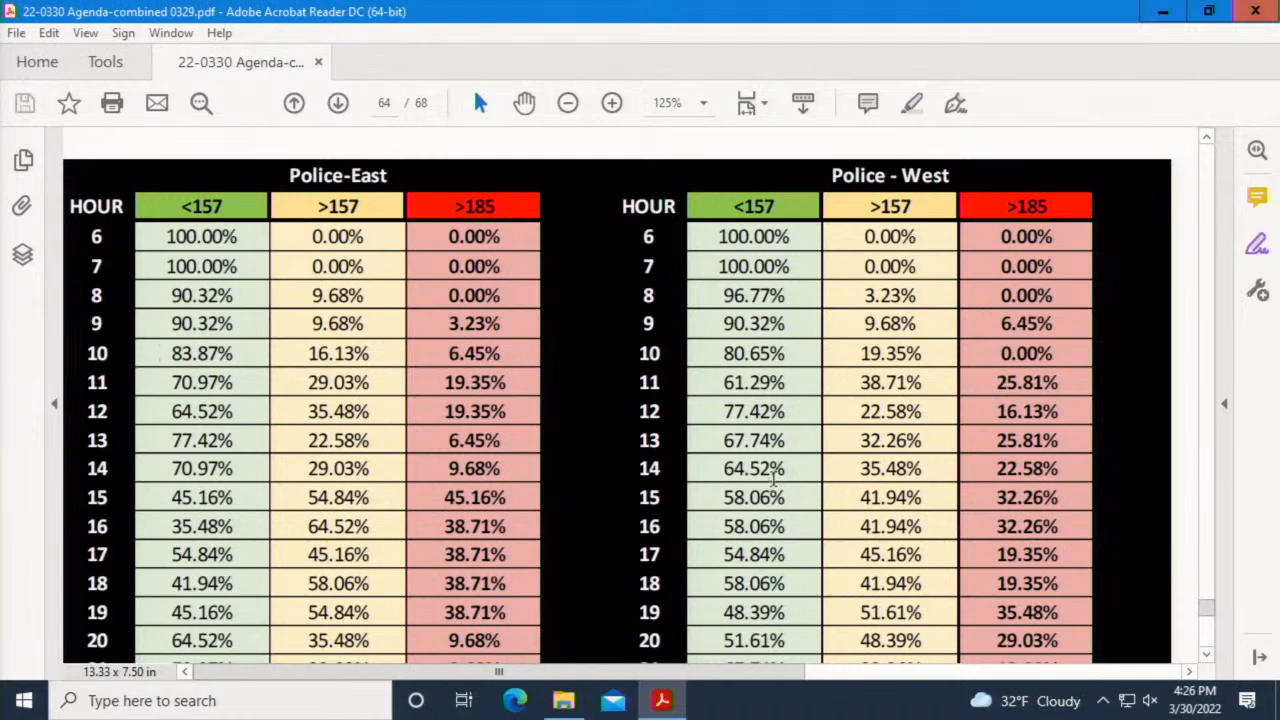 22-0330 Agenda-combined 0329.pdf - Adobe Acrobat Reader DC (64-bit)
File Edit View Sign Window Help
Home Tools 22-0330 Agenda-c... ×
64 / 68 125%
Police-East Police - West
HOUR <157 >157 >185 HOUR <157 >157 >185
6 100.00% 0.00% 0.00% 6 100.00% 0.00% 0.00%
7 100.00% 0.00% 0.00% 7 100.00% 0.00% 0.00%
8 90.32% 9.68% 0.00% 8 96.77% 3.23% 0.00%
9 90.32% 9.68% 3.23% 9 90.32% 9.68% 6.45%
10 83.87% 16.13% 6.45% 10 80.65% 19.35% 0.00%
11 70.97% 29.03% 19.35% 11 61.29% 38.71% 25.81%
12 64.52% 35.48% 19.35% 12 77.42% 22.58% 16.13%
13 77.42% 22.58% 6.45% 13 67.74% 32.26% 25.81%
14 70.97% 29.03% 9.68% 14 64.52% 35.48% 22.58%
15 45.16% 54.84% 45.16% 15 58.06% 41.94% 32.26%
16 35.48% 64.52% 38.71% 16 58.06% 41.94% 32.26%
17 54.84% 45.16% 38.71% 17 54.84% 45.16% 19.35%
18 41.94% 58.06% 38.71% 18 58.06% 41.94% 19.35%
19 45.16% 54.84% 38.71% 19 48.39% 51.61% 35.48%
20 64.52% 35.48% 9.68% 20 51.61% 48.39% 29.03%
13.33 x 7.50 in
Type here to search 32°F Cloudy 4:26 PM
3/30/2022